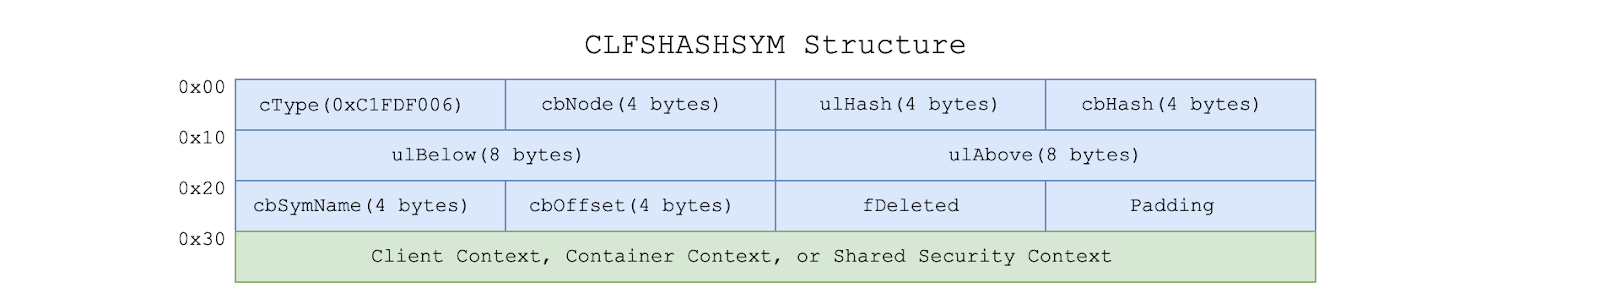 CLFSHASHSYM Structure
0x00 cType(0xC1FDF006) cbNode(4 bytes) ulHash(4 bytes) cbHash(4 bytes)
0x10 ulBelow(8 bytes) ulAbove(8 bytes)
0x20 cbSymName(4 bytes) cbOffset(4 bytes) fDeleted Padding
0x30 Client Context, Container Context, or Shared Security Context